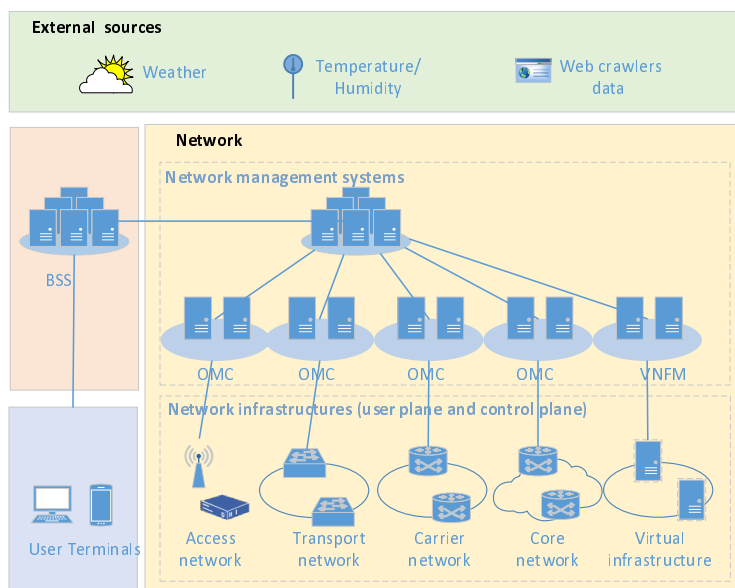 External sources
Weather
Temperature/
Humidity
Web crawlers
data
Network
Network management systems
BSS
OMC
OMC
OMC
OMC
VNFM
Network infrastructures (user plane and control plane)
User Terminals
Access
network
Transport
network
Carrier
network
Core
network
Virtual
infrastructure